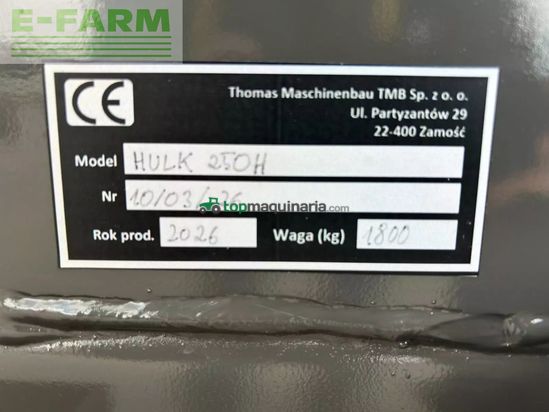 E-FARM
CE
Thomas Maschinenbau TMB Sp. z o. o.
Ul. Partyzantów 29
22-400 Zamość
Model HULK 250H
Nr 10/03/26
topmaquinaria.com
Rok prod. 2026 Waga (kg) 1800